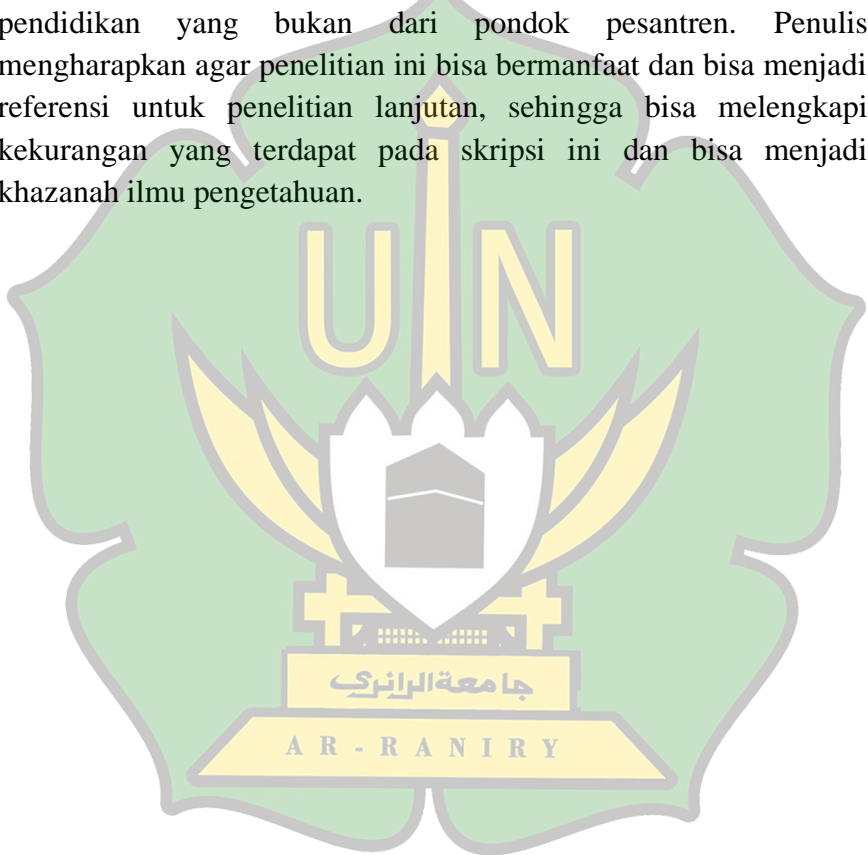 pendidikan yang bukan dari pondok pesantren. Penulis
mengharapkan agar penelitian ini bisa bermanfaat dan bisa menjadi
referensi untuk penelitian lanjutan, sehingga bisa melengkapi
kekurangan yang terdapat pada skripsi ini dan bisa menjadi
khazanah ilmu pengetahuan.
UIN
جامعة الرانري
AR-RANIRY